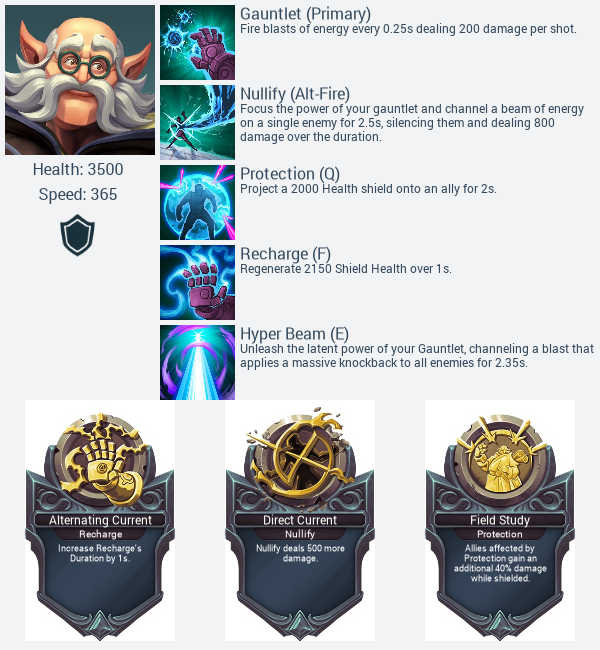 Gauntlet (Primary)
Fire blasts of energy every 0.25s dealing 200 damage per shot.
Nullify (Alt-Fire)
Focus the power of your gauntlet and channel a beam of energy
on a single enemy for 2.5s, silencing them and dealing 800
damage over the duration.
Health: 3500
Speed: 365
Protection (Q)
Project a 2000 Health shield onto an ally for 2s.
Recharge (F)
Regenerate 2150 Shield Health over 1s.
Hyper Beam (E)
Unleash the latent power of your Gauntlet, channeling a blast that
applies a massive knockback to all enemies for 2.35s.
Alternating Current
Recharge
Increase Recharge's
Duration by 1s.
Direct Current
Nullify
Nullify deals 500 more
damage.
Field Study
Protection
Allies affected by
Protection gain an
additional 40% damage
while shielded.